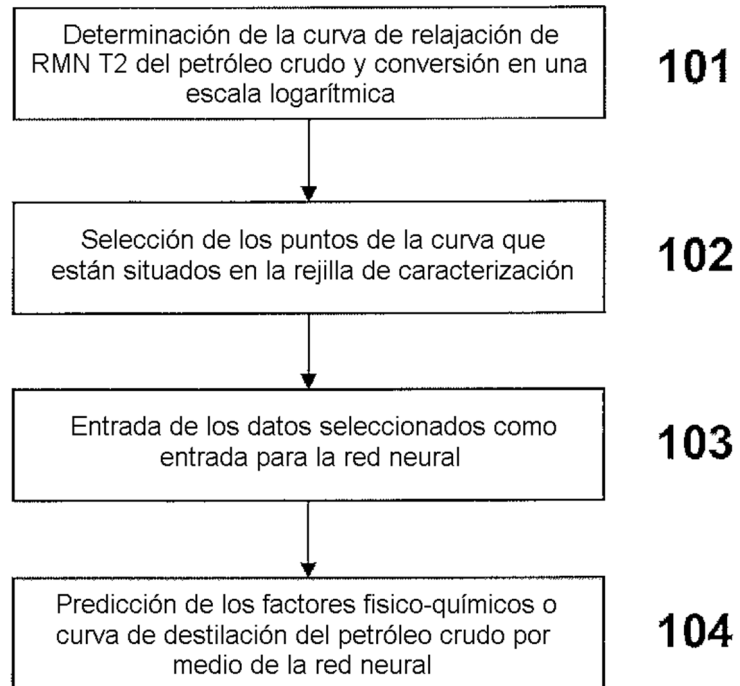 Determinación de la curva de relajación de
RMN T2 del petróleo crudo y conversión en una
escala logarítmica
101
Selección de los puntos de la curva que
están situados en la rejilla de caracterización
102
Entrada de los datos seleccionados como
entrada para la red neural
103
Predicción de los factores fisico-químicos o
curva de destilación del petróleo crudo por
medio de la red neural
104